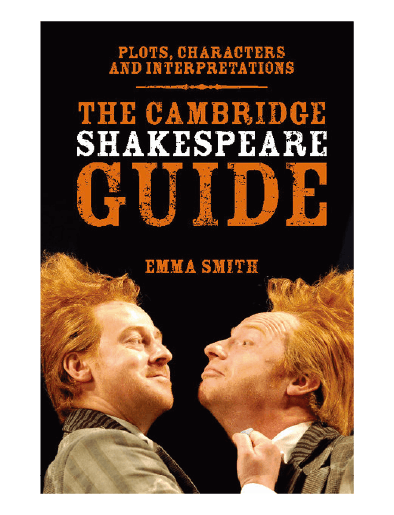 PLOTS, CHARACTERS
AND INTERPRETATIONS
THE CAMBRIDGE
SHAKESPEARE
GUIDE
EMMA SMITH